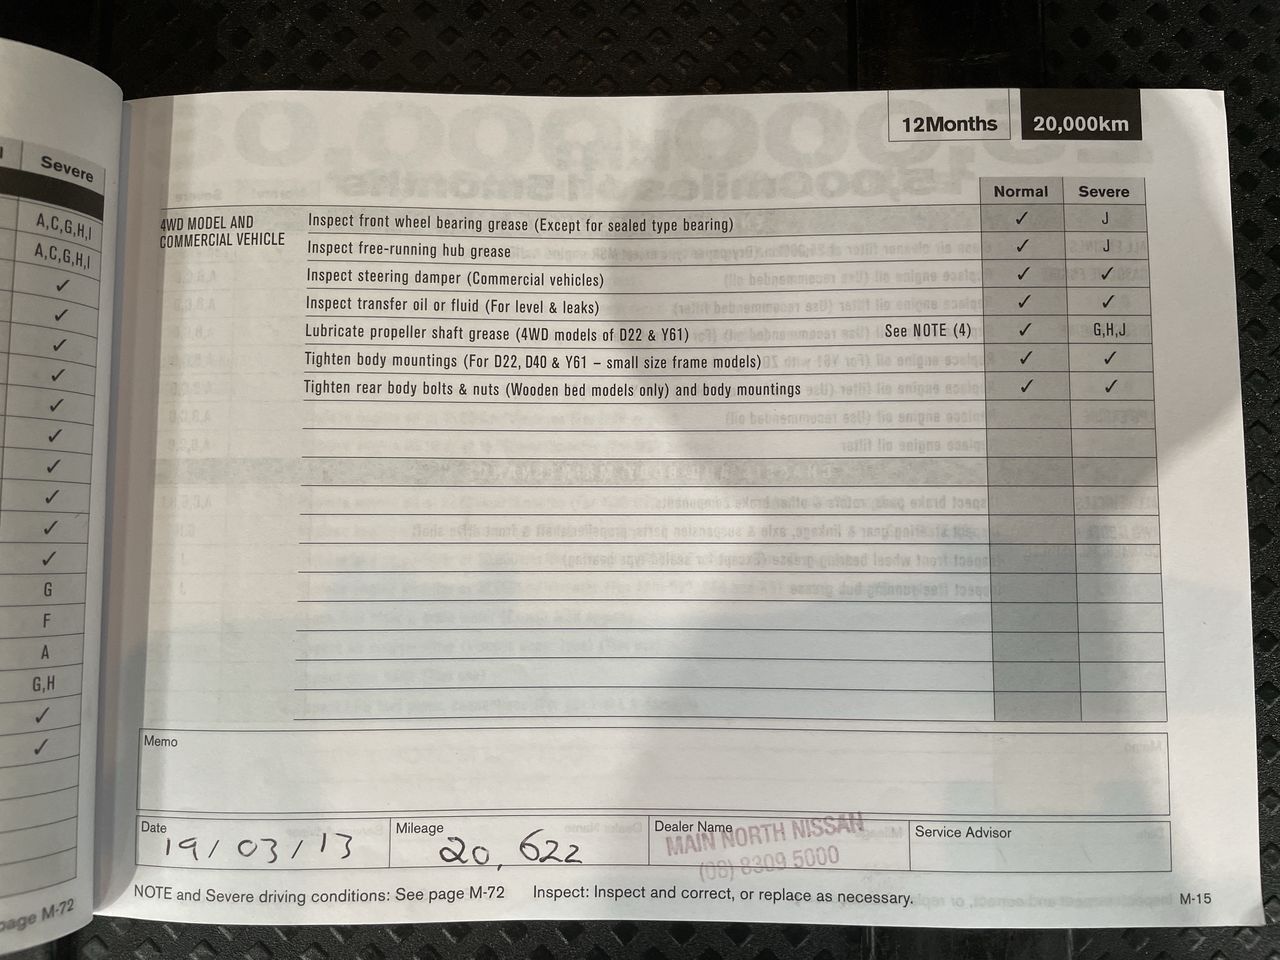 Severe
A,C,G,H,I
A,C,G,H,I
✓
✓
✓
✓
✓
✓
✓
✓
✓
✓
G
F
A
G,H
✓
✓
page M-72
12Months 20,000km
Normal Severe
4WD MODEL AND COMMERCIAL VEHICLE
Inspect front wheel bearing grease (Except for sealed type bearing) ✓ J
Inspect free-running hub grease ✓ J
Inspect steering damper (Commercial vehicles) ✓ ✓
Inspect transfer oil or fluid (For level & leaks) ✓ ✓
Lubricate propeller shaft grease (4WD models of D22 & Y61) See NOTE (4) ✓ G,H,J
Tighten body mountings (For D22, D40 & Y61 – small size frame models) ✓ ✓
Tighten rear body bolts & nuts (Wooden bed models only) and body mountings ✓ ✓
Memo
Date 19/03/13
Mileage 20,622
Dealer Name
MAIN NORTH NISSAN
(08) 8309 5000
Service Advisor
NOTE and Severe driving conditions: See page M-72 Inspect: Inspect and correct, or replace as necessary.
M-15